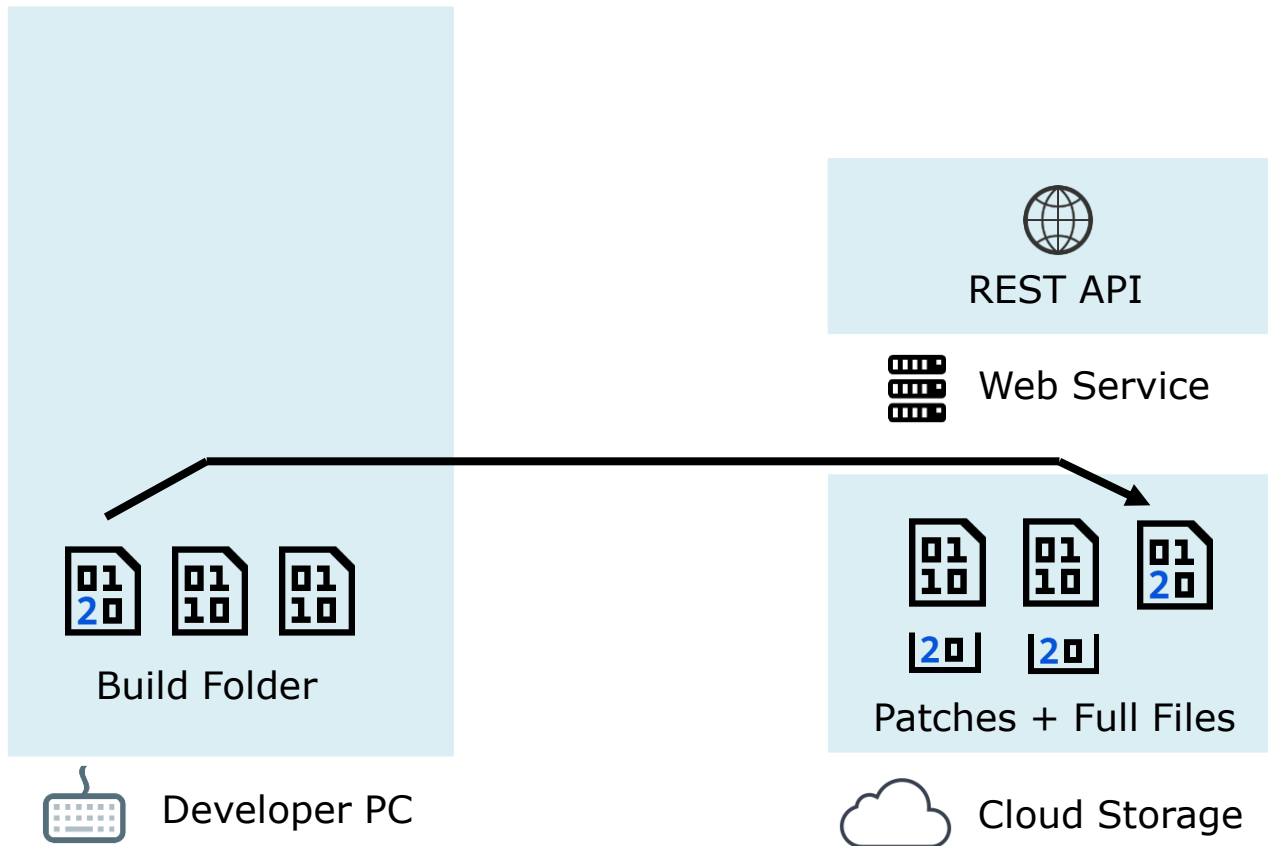 REST API
Web Service
01 01 01
20 10 10
Build Folder
01 01 01
10 10 20
20 20
Patches + Full Files
Developer PC
Cloud Storage